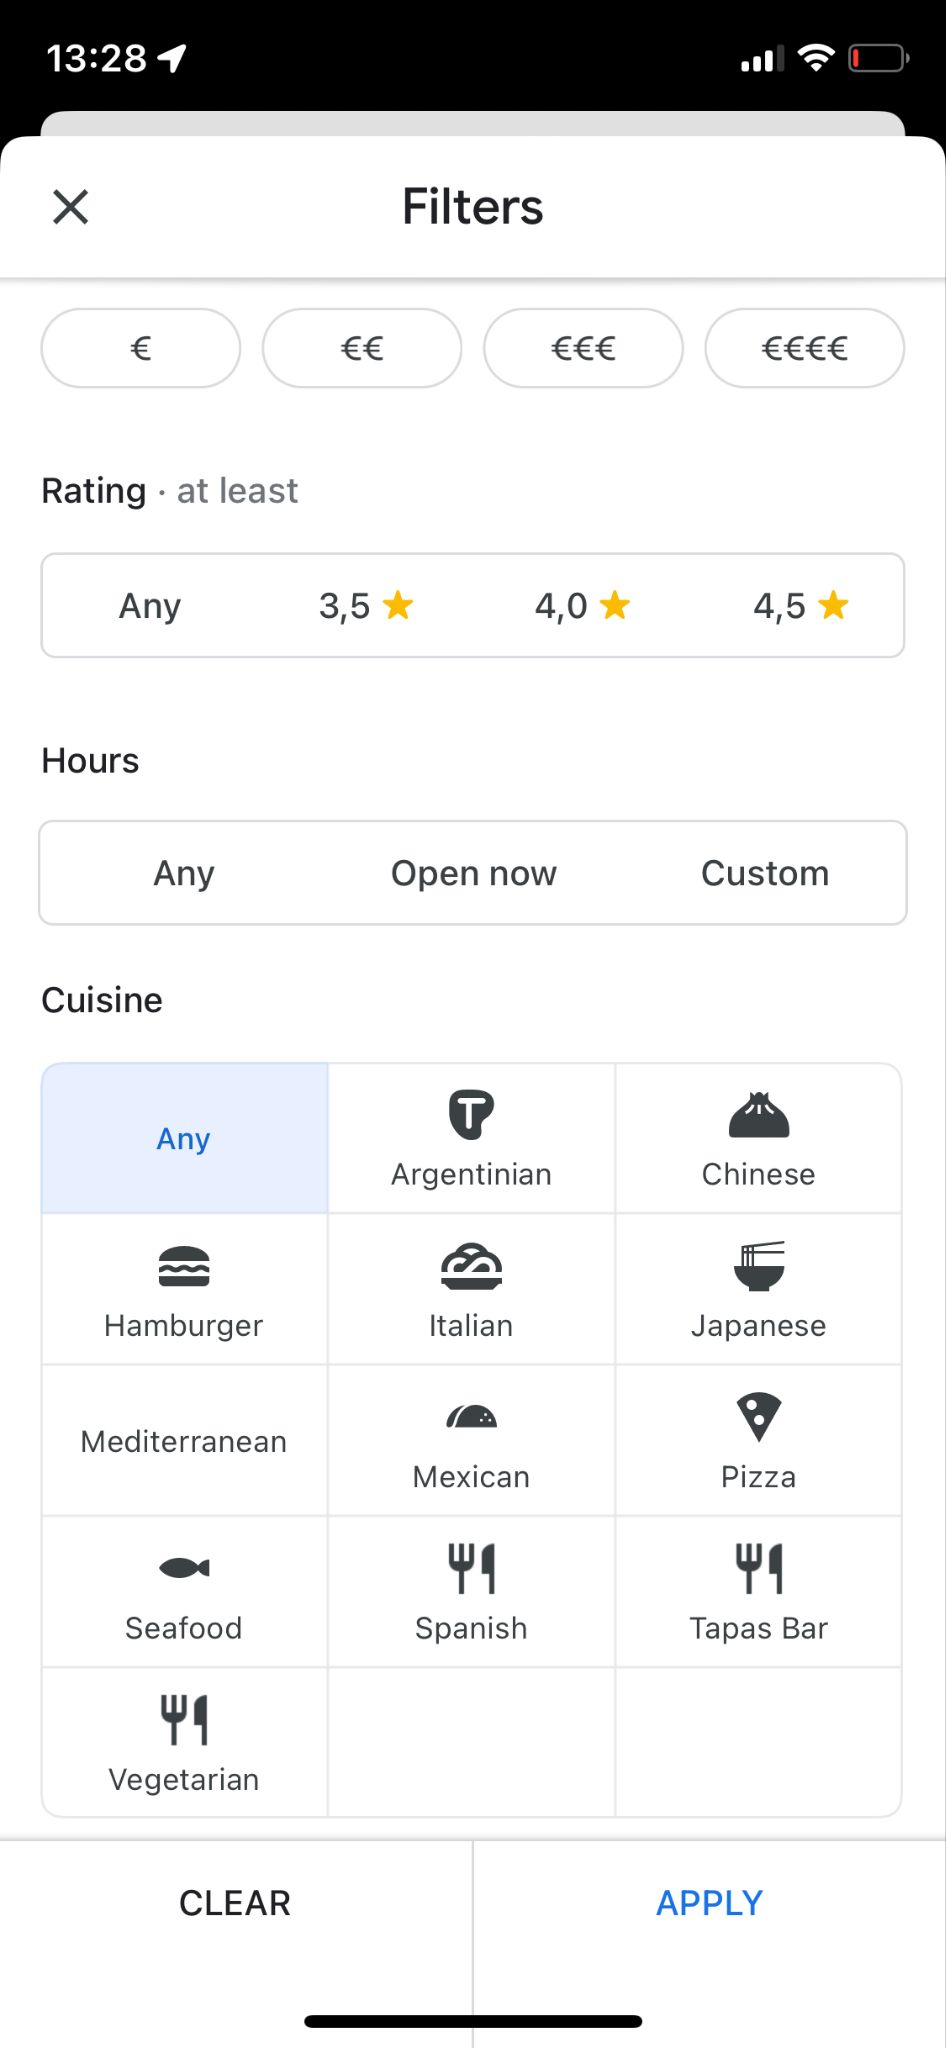 13:28
Filters
€ €€ €€€ €€€€
Rating · at least
Any 3,5 4,0 4,5
Hours
Any Open now Custom
Cuisine
Any Argentinian Chinese
Hamburger Italian Japanese
Mediterranean Mexican Pizza
Seafood Spanish Tapas Bar
Vegetarian
CLEAR APPLY